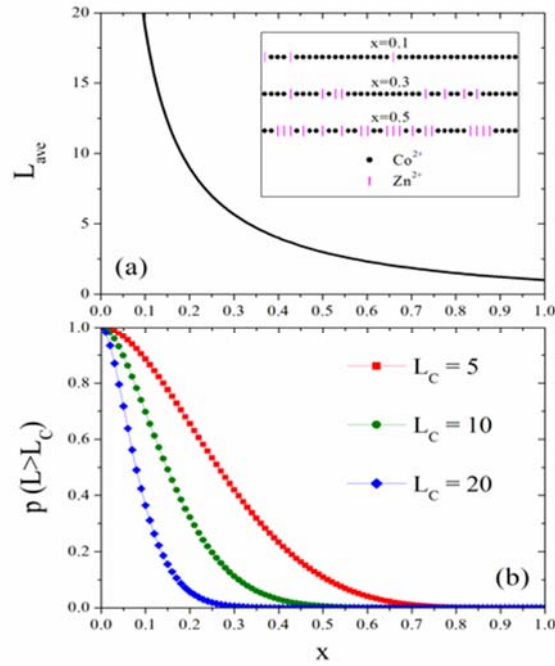 20
15
10
5
0
L_ave
x=0.1
x=0.3
x=0.5
Co²⁺
Zn²⁺
(a)
0.0 0.1 0.2 0.3 0.4 0.5 0.6 0.7 0.8 0.9 1.0
1.0
0.8
0.6
0.4
0.2
0.0
p (L>L_C)
L_C = 5
L_C = 10
L_C = 20
(b)
0.0 0.1 0.2 0.3 0.4 0.5 0.6 0.7 0.8 0.9 1.0
x